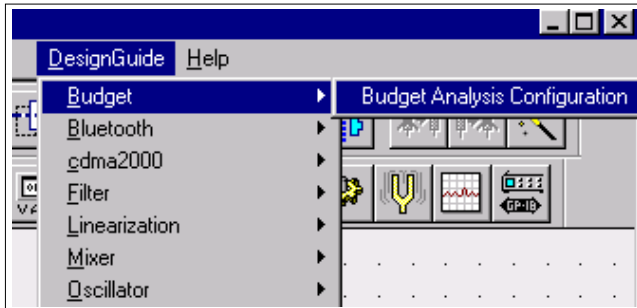 DesignGuide Help
Budget Budget Analysis Configuration
Bluetooth
cdma2000
Filter
Linearization
Mixer
Oscillator
GP-IB